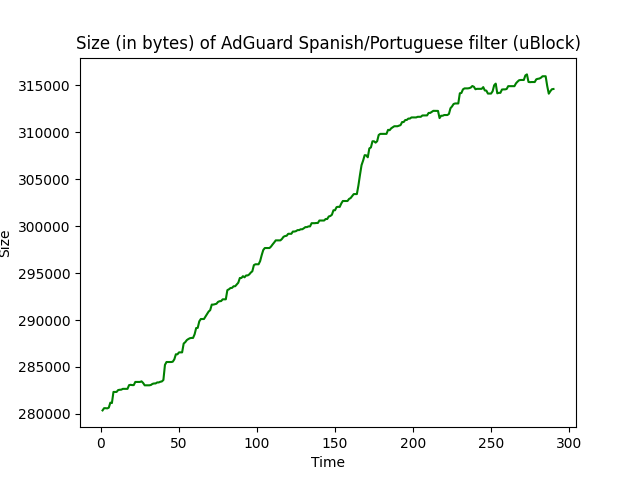 Size (in bytes) of AdGuard Spanish/Portuguese filter (uBlock)
315000
310000
305000
300000
295000
290000
285000
280000
Size
0 50 100 150 200 250 300
Time